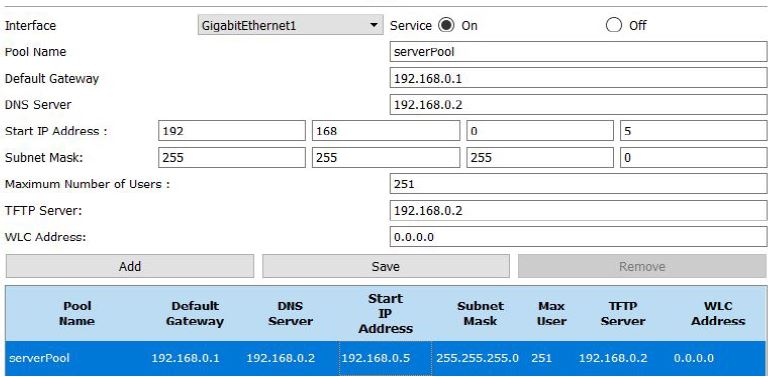 Interface GigabitEthernet1 Service On Off
Pool Name serverPool
Default Gateway 192.168.0.1
DNS Server 192.168.0.2
Start IP Address : 192 168 0 5
Subnet Mask: 255 255 255 0
Maximum Number of Users : 251
TFTP Server: 192.168.0.2
WLC Address: 0.0.0.0
Add Save Remove
Pool Name Default Gateway DNS Server Start IP Address Subnet Mask Max User TFTP Server WLC Address
serverPool 192.168.0.1 192.168.0.2 192.168.0.5 255.255.255.0 251 192.168.0.2 0.0.0.0